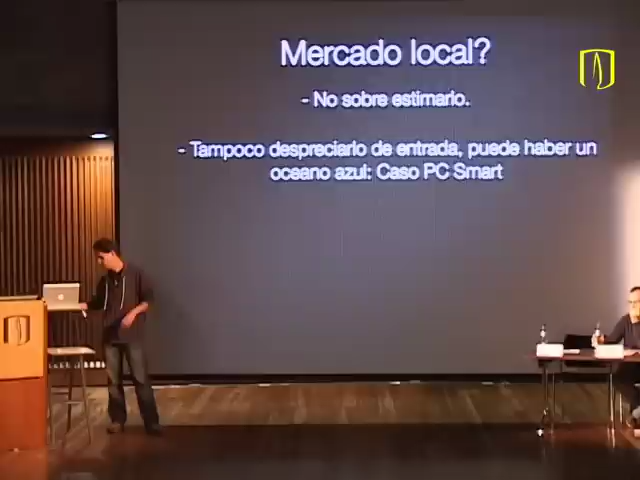 Mercado local?
- No sobre estimarlo.
- Tampoco despreciarlo de entrada, puede haber un
oceano azul: Caso PC Smart